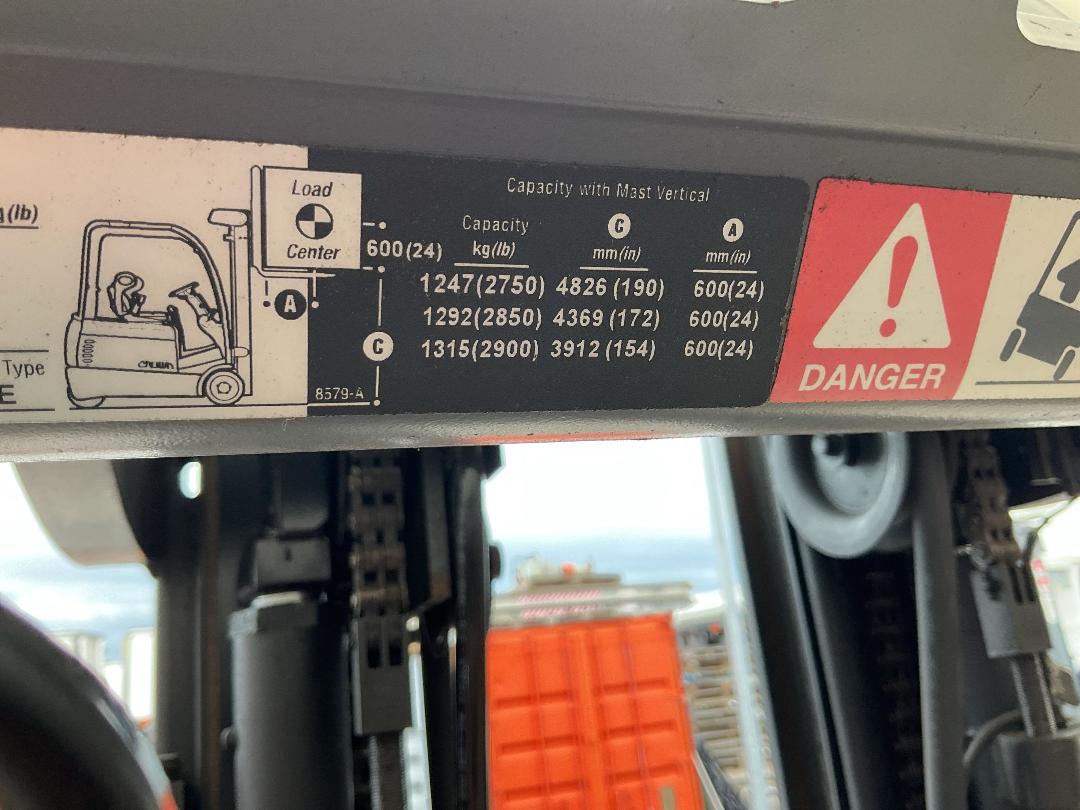 (lb)
Type
E
Load
Center
600(24)
A
C
CROWN
8579-A
Capacity with Mast Vertical
Capacity C A
kg(lb) mm(in) mm(in)
1247(2750) 4826(190) 600(24)
1292(2850) 4369(172) 600(24)
1315(2900) 3912(154) 600(24)
DANGER